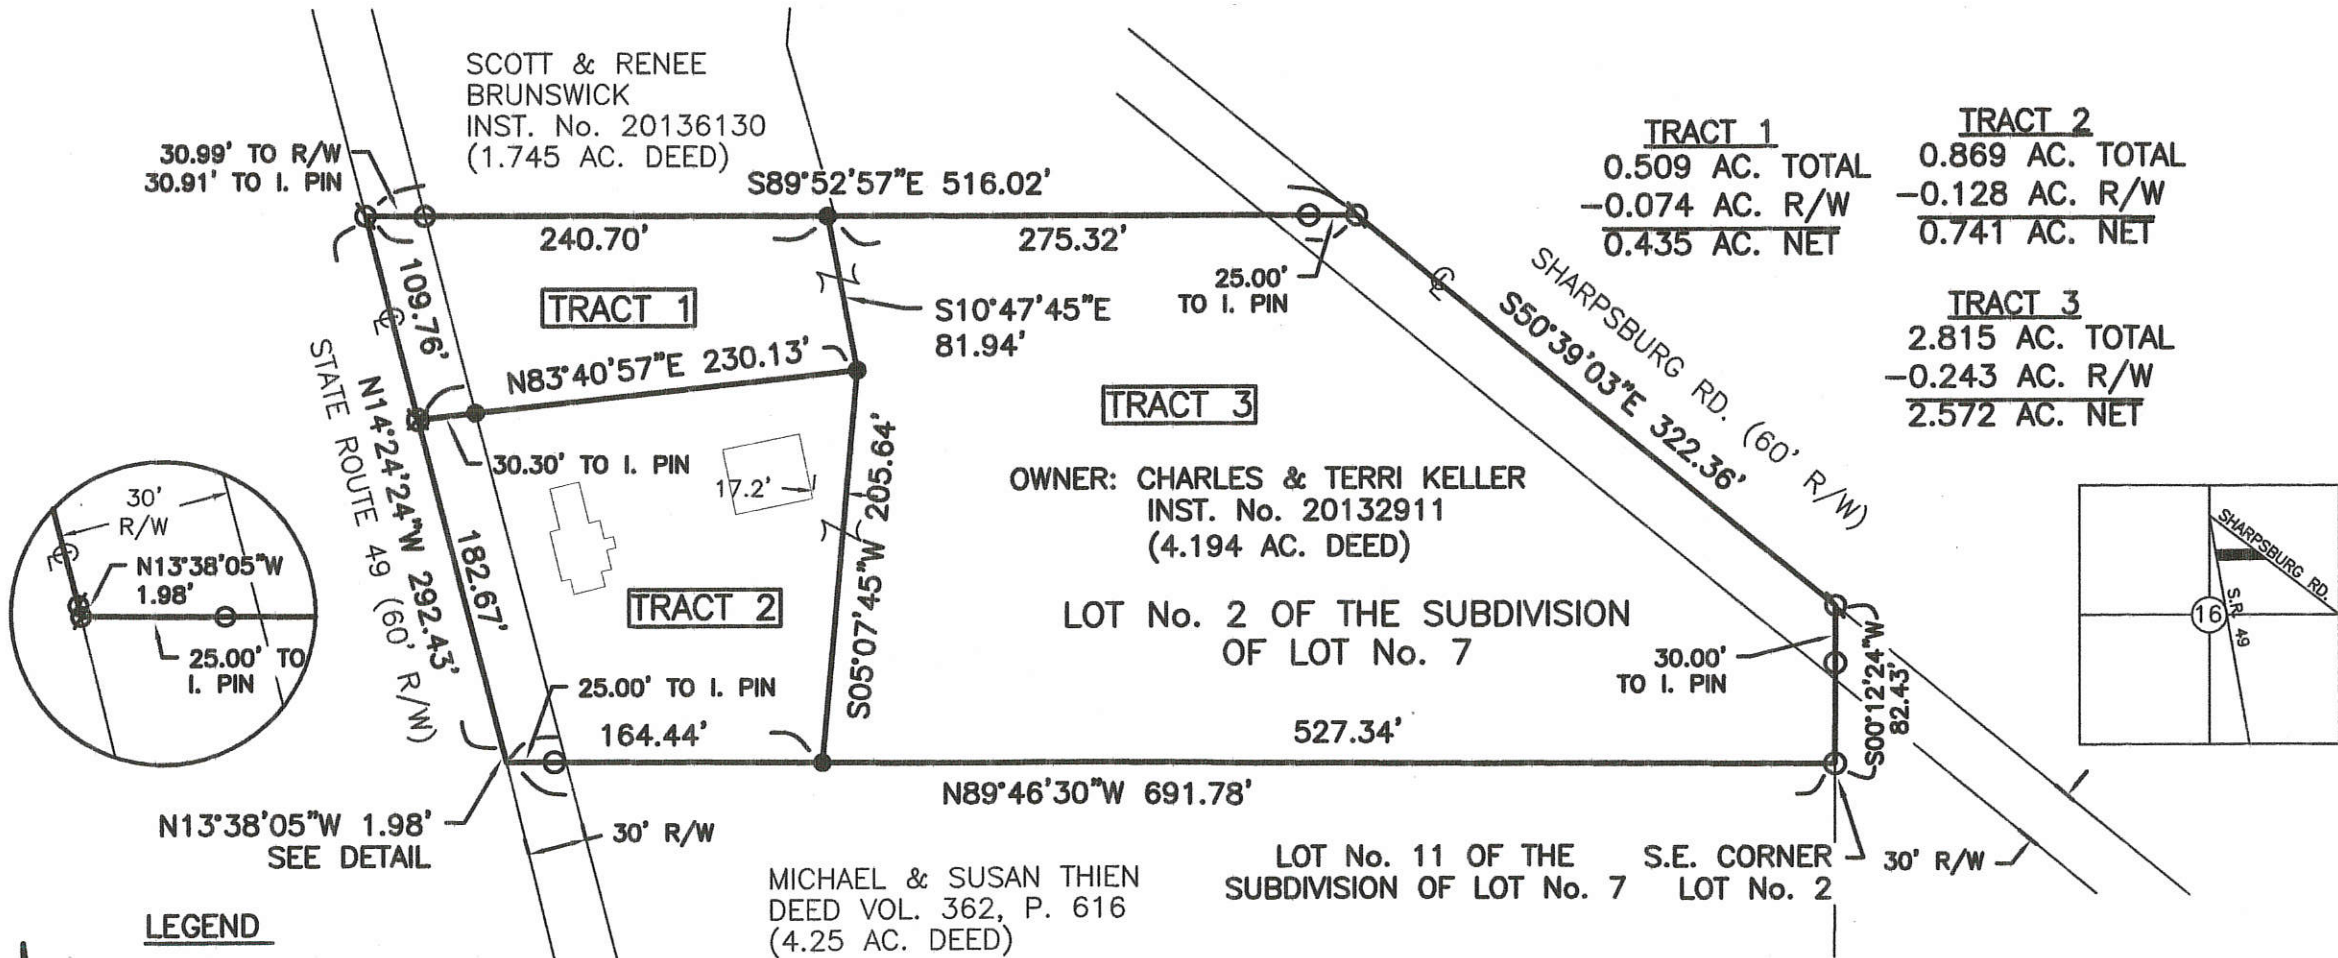 SCOTT & RENEE
BRUNSWICK
INST. No. 20136130
(1.745 AC. DEED)
30.99' TO R/W
30.91' TO I. PIN
S89°52'57"E 516.02'
240.70'
275.32'
TRACT 1
0.509 AC. TOTAL
-0.074 AC. R/W
0.435 AC. NET
TRACT 2
0.869 AC. TOTAL
-0.128 AC. R/W
0.741 AC. NET
TRACT 3
2.815 AC. TOTAL
-0.243 AC. R/W
2.572 AC. NET
109.76'
TRACT 1
S10°47'45"E
81.94'
25.00'
TO I. PIN
SHARPSBURG RD. (60' R/W)
S50°39'03"E 322.36'
N83°40'57"E 230.13'
STATE ROUTE 49 (60' R/W)
N14°24'24"W 292.43'
182.67'
30.30' TO I. PIN
17.2'
S05°07'45"W 205.64'
TRACT 3
OWNER: CHARLES & TERRI KELLER
INST. No. 20132911
(4.194 AC. DEED)
LOT No. 2 OF THE SUBDIVISION
OF LOT No. 7
TRACT 2
30'
R/W
N13°38'05"W
1.98'
25.00' TO
I. PIN
25.00' TO I. PIN
164.44'
527.34'
30.00'
TO I. PIN
S00°12'24"W
82.43'
SHARPSBURG RD.
16
S.R. 49
N89°46'30"W 691.78'
N13°38'05"W 1.98'
SEE DETAIL
30' R/W
MICHAEL & SUSAN THIEN
DEED VOL. 362, P. 616
(4.25 AC. DEED)
LOT No. 11 OF THE
SUBDIVISION OF LOT No. 7
S.E. CORNER
LOT No. 2
30' R/W
LEGEND